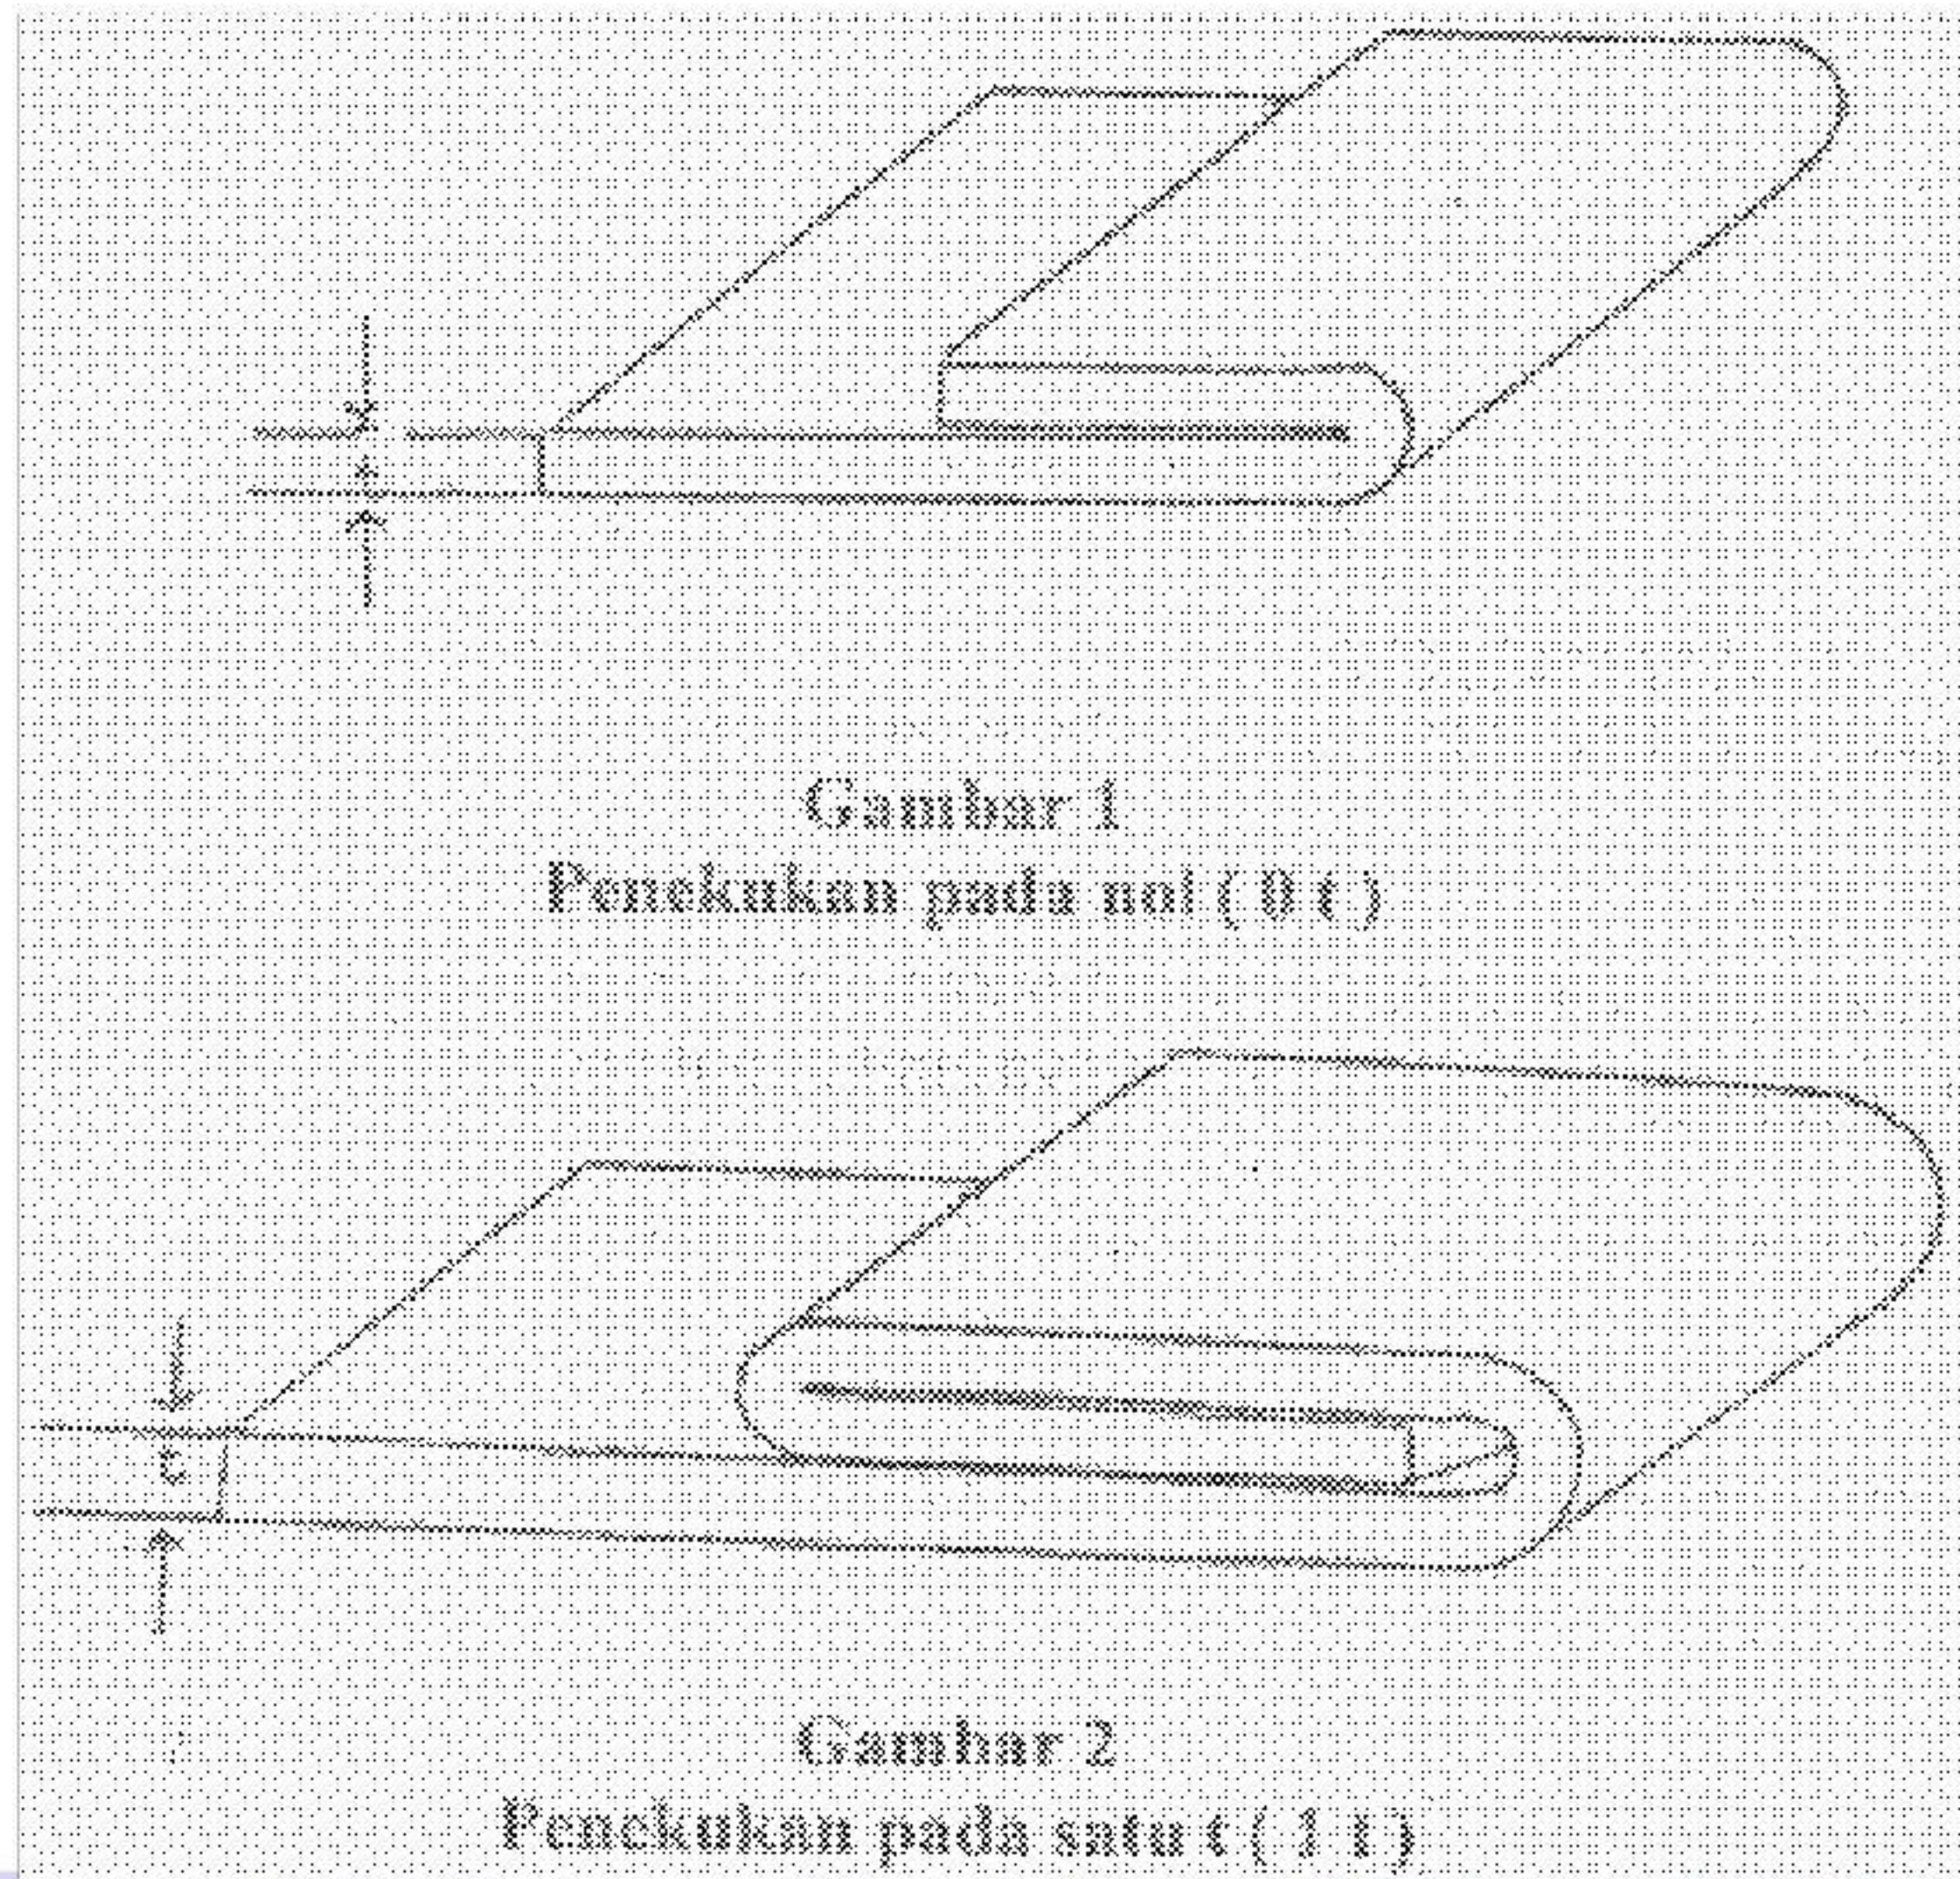 t
Gambar 1
Penekukan pada nol ( 0 t )
t
Gambar 2
Penekukan pada satu t ( 1 t )